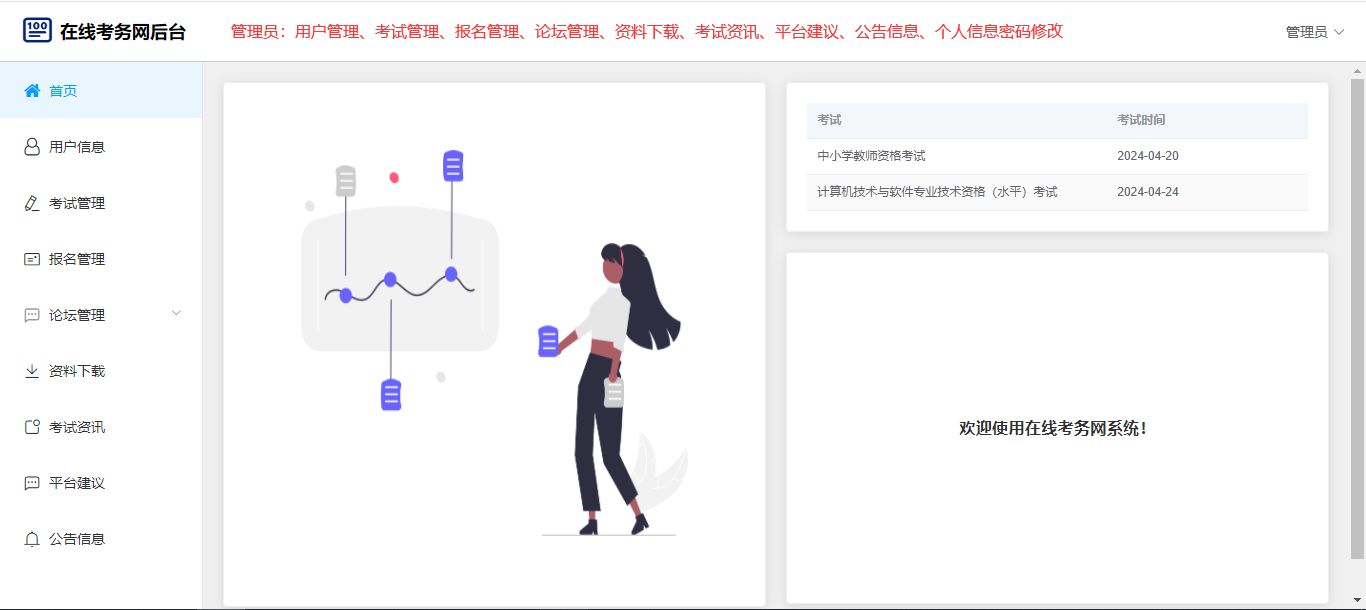 100
在线考务网后台
管理员：用户管理、考试管理、报名管理、论坛管理、资料下载、考试资讯、平台建议、公告信息、个人信息密码修改
管理员
首页
用户信息
考试管理
报名管理
论坛管理
资料下载
考试资讯
平台建议
公告信息
考试 考试时间
中小学教师资格考试 2024-04-20
计算机技术与软件专业技术资格（水平）考试 2024-04-24
欢迎使用在线考务网系统！